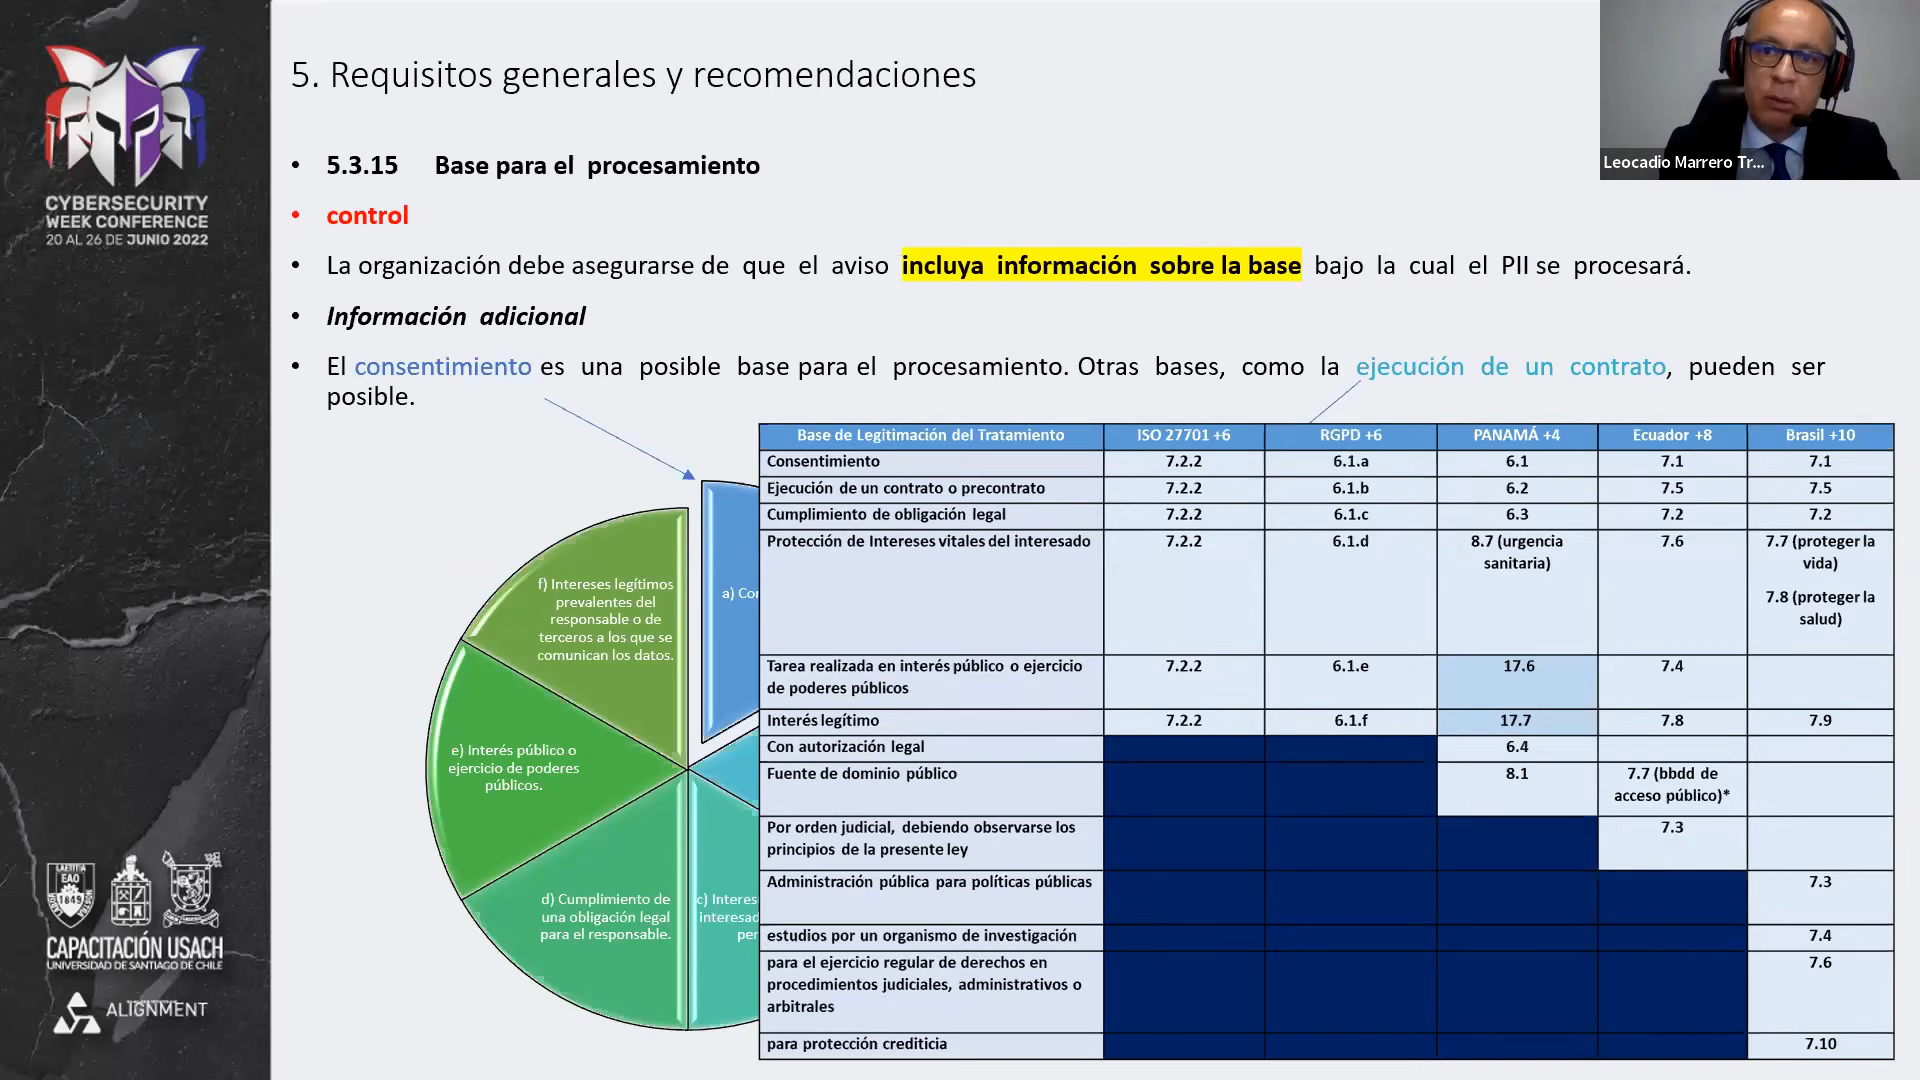 5. Requisitos generales y recomendaciones
Leocadio Marrero Tr...
CYBERSECURITY
WEEK CONFERENCE
20 AL 26 DE JUNIO 2022
• 5.3.15 Base para el procesamiento
• control
• La organización debe asegurarse de que el aviso incluya información sobre la base bajo la cual el PII se procesará.
• Información adicional
• El consentimiento es una posible base para el procesamiento. Otras bases, como la ejecución de un contrato, pueden ser
posible.
f) Intereses legítimos
prevalentes del
responsable o de
terceros a los que se
comunican los datos.
e) Interés público o
ejercicio de poderes
públicos.
d) Cumplimiento de
una obligación legal
para el responsable.
a)
c)
Base de Legitimación del Tratamiento ISO 27701 +6 RGPD +6 PANAMÁ +4 Ecuador +8 Brasil +10
Consentimiento 7.2.2 6.1.a 6.1 7.1 7.1
Ejecución de un contrato o precontrato 7.2.2 6.1.b 6.2 7.5 7.5
Cumplimiento de obligación legal 7.2.2 6.1.c 6.3 7.2 7.2
Protección de Intereses vitales del interesado 7.2.2 6.1.d 8.7 (urgencia 7.6 7.7 (proteger la
sanitaria) vida)
7.8 (proteger la
salud)
Tarea realizada en interés público o ejercicio 7.2.2 6.1.e 17.6 7.4
de poderes públicos
Interés legítimo 7.2.2 6.1.f 17.7 7.8 7.9
Con autorización legal 6.4
Fuente de dominio público 8.1 7.7 (bbdd de
acceso público)*
Por orden judicial, debiendo observarse los 7.3
principios de la presente ley
Administración pública para políticas públicas 7.3
estudios por un organismo de investigación 7.4
para el ejercicio regular de derechos en 7.6
procedimientos judiciales, administrativos o
arbitrales
para protección crediticia 7.10
LAETITIA
EAO
1849
CAPACITACIÓN USACH
UNIVERSIDAD DE SANTIAGO DE CHILE
ALIGNMENT